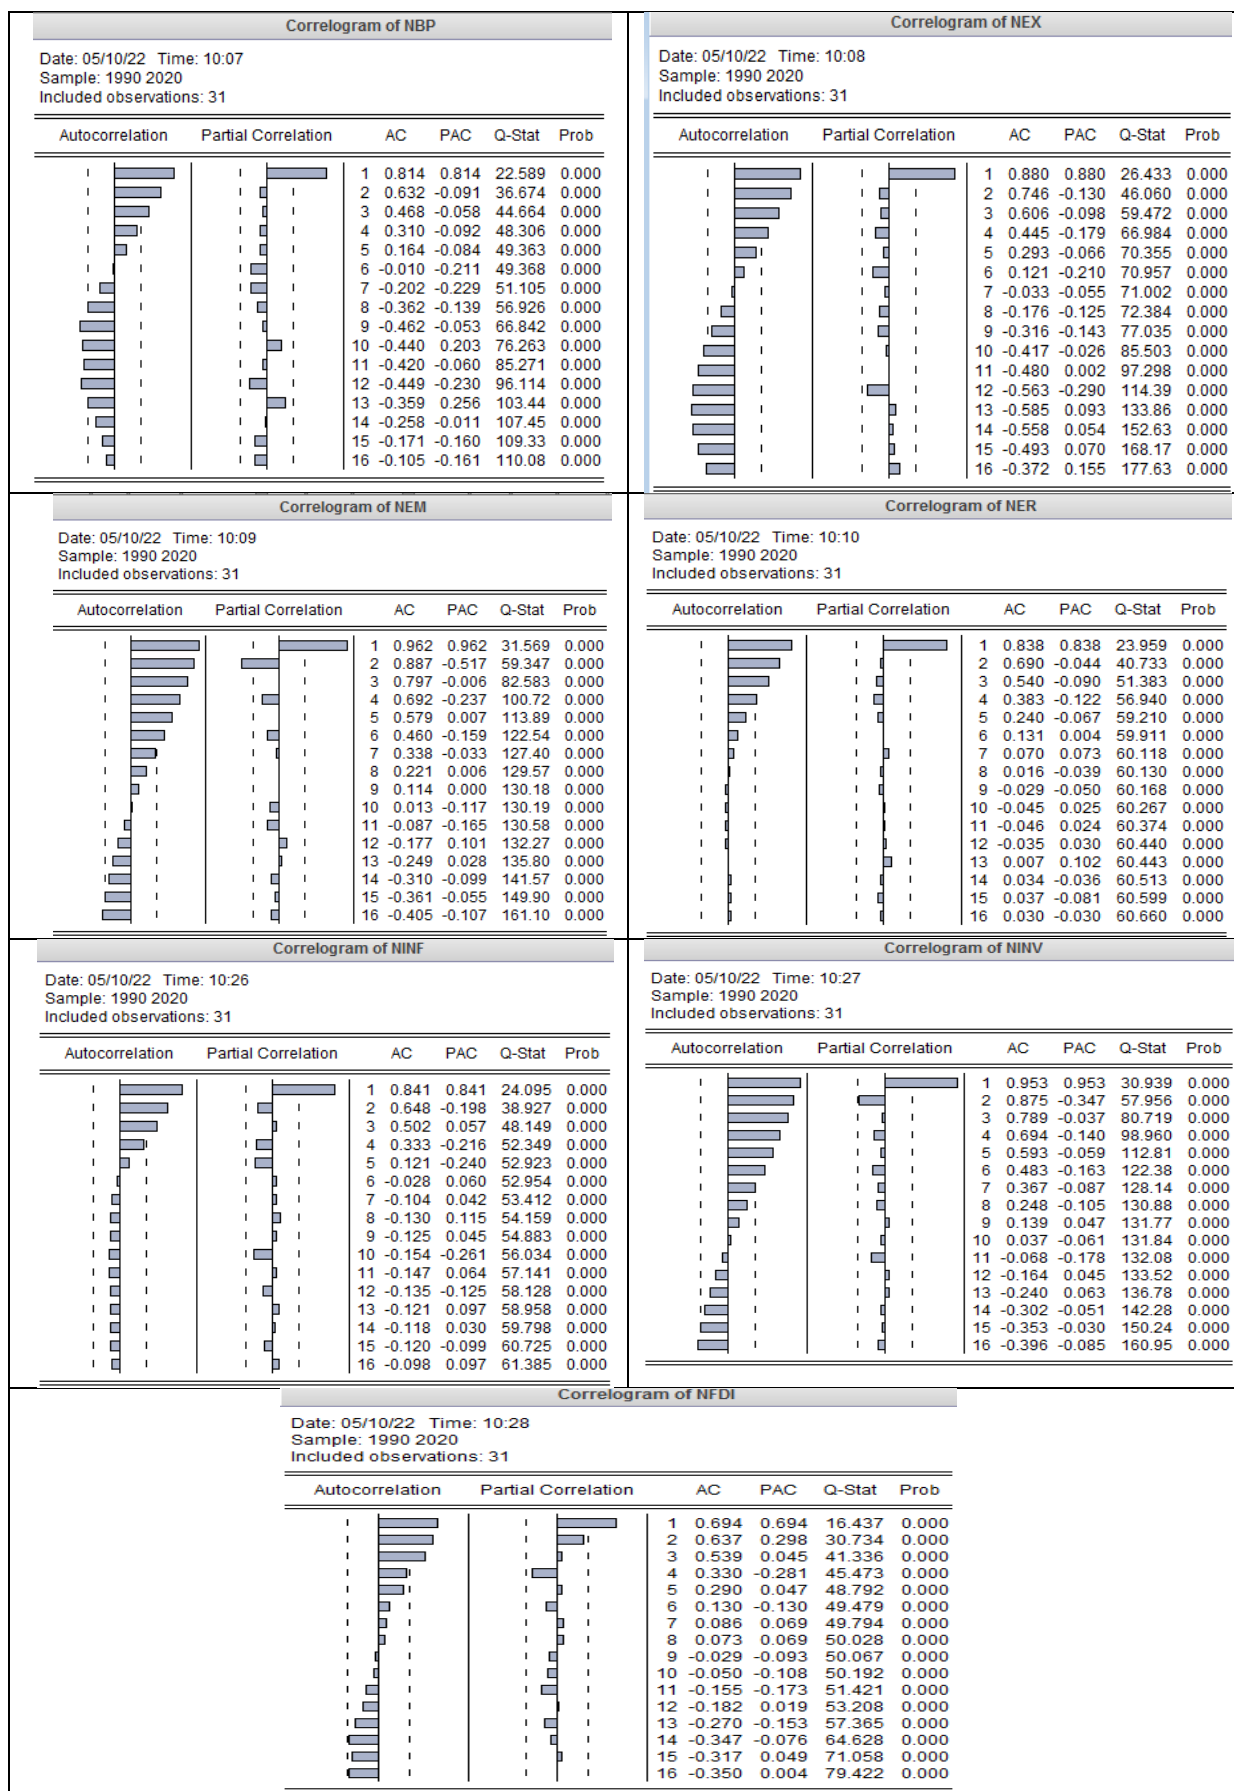 Correlogram of NBP
Date: 05/10/22 Time: 10:07
Sample: 1990 2020
Included observations: 31
Autocorrelation Partial Correlation AC PAC Q-Stat Prob
1 0.814 0.814 22.589 0.000
2 0.632 -0.091 36.674 0.000
3 0.468 -0.058 44.664 0.000
4 0.310 -0.092 48.306 0.000
5 0.164 -0.084 49.363 0.000
6 -0.010 -0.211 49.368 0.000
7 -0.202 -0.229 51.105 0.000
8 -0.362 -0.139 56.926 0.000
9 -0.462 -0.053 66.842 0.000
10 -0.440 0.203 76.263 0.000
11 -0.420 -0.060 85.271 0.000
12 -0.449 -0.230 96.114 0.000
13 -0.359 0.256 103.44 0.000
14 -0.258 -0.011 107.45 0.000
15 -0.171 -0.160 109.33 0.000
16 -0.105 -0.161 110.08 0.000
Correlogram of NEX
Date: 05/10/22 Time: 10:08
Sample: 1990 2020
Included observations: 31
Autocorrelation Partial Correlation AC PAC Q-Stat Prob
1 0.880 0.880 26.433 0.000
2 0.746 -0.130 46.060 0.000
3 0.606 -0.098 59.472 0.000
4 0.445 -0.179 66.984 0.000
5 0.293 -0.066 70.355 0.000
6 0.121 -0.210 70.957 0.000
7 -0.033 -0.055 71.002 0.000
8 -0.176 -0.125 72.384 0.000
9 -0.316 -0.143 77.035 0.000
10 -0.417 -0.026 85.503 0.000
11 -0.480 0.002 97.298 0.000
12 -0.563 -0.290 114.39 0.000
13 -0.585 0.093 133.86 0.000
14 -0.558 0.054 152.63 0.000
15 -0.493 0.070 168.17 0.000
16 -0.372 0.155 177.63 0.000
Correlogram of NEM
Date: 05/10/22 Time: 10:09
Sample: 1990 2020
Included observations: 31
Autocorrelation Partial Correlation AC PAC Q-Stat Prob
1 0.962 0.962 31.569 0.000
2 0.887 -0.517 59.347 0.000
3 0.797 -0.006 82.583 0.000
4 0.692 -0.237 100.72 0.000
5 0.579 0.007 113.89 0.000
6 0.460 -0.159 122.54 0.000
7 0.338 -0.033 127.40 0.000
8 0.221 0.006 129.57 0.000
9 0.114 0.000 130.18 0.000
10 0.013 -0.117 130.19 0.000
11 -0.087 -0.165 130.58 0.000
12 -0.177 0.101 132.27 0.000
13 -0.249 0.028 135.80 0.000
14 -0.310 -0.099 141.57 0.000
15 -0.361 -0.055 149.90 0.000
16 -0.405 -0.107 161.10 0.000
Correlogram of NER
Date: 05/10/22 Time: 10:10
Sample: 1990 2020
Included observations: 31
Autocorrelation Partial Correlation AC PAC Q-Stat Prob
1 0.838 0.838 23.959 0.000
2 0.690 -0.044 40.733 0.000
3 0.540 -0.090 51.383 0.000
4 0.383 -0.122 56.940 0.000
5 0.240 -0.067 59.210 0.000
6 0.131 0.004 59.911 0.000
7 0.070 0.073 60.118 0.000
8 0.016 -0.039 60.130 0.000
9 -0.029 -0.050 60.168 0.000
10 -0.045 0.025 60.267 0.000
11 -0.046 0.024 60.374 0.000
12 -0.035 0.030 60.440 0.000
13 0.007 0.102 60.443 0.000
14 0.034 -0.036 60.513 0.000
15 0.037 -0.081 60.599 0.000
16 0.030 -0.030 60.660 0.000
Correlogram of NINF
Date: 05/10/22 Time: 10:26
Sample: 1990 2020
Included observations: 31
Autocorrelation Partial Correlation AC PAC Q-Stat Prob
1 0.841 0.841 24.095 0.000
2 0.648 -0.198 38.927 0.000
3 0.502 0.057 48.149 0.000
4 0.333 -0.216 52.349 0.000
5 0.121 -0.240 52.923 0.000
6 -0.028 0.060 52.954 0.000
7 -0.104 0.042 53.412 0.000
8 -0.130 0.115 54.159 0.000
9 -0.125 0.045 54.883 0.000
10 -0.154 -0.261 56.034 0.000
11 -0.147 0.064 57.141 0.000
12 -0.135 -0.125 58.128 0.000
13 -0.121 0.097 58.958 0.000
14 -0.118 0.030 59.798 0.000
15 -0.120 -0.099 60.725 0.000
16 -0.098 0.097 61.385 0.000
Correlogram of NINV
Date: 05/10/22 Time: 10:27
Sample: 1990 2020
Included observations: 31
Autocorrelation Partial Correlation AC PAC Q-Stat Prob
1 0.953 0.953 30.939 0.000
2 0.875 -0.347 57.956 0.000
3 0.789 -0.037 80.719 0.000
4 0.694 -0.140 98.960 0.000
5 0.593 -0.059 112.81 0.000
6 0.483 -0.163 122.38 0.000
7 0.367 -0.087 128.14 0.000
8 0.248 -0.105 130.88 0.000
9 0.139 0.047 131.77 0.000
10 0.037 -0.061 131.84 0.000
11 -0.068 -0.178 132.08 0.000
12 -0.164 0.045 133.52 0.000
13 -0.240 0.063 136.78 0.000
14 -0.302 -0.051 142.28 0.000
15 -0.353 -0.030 150.24 0.000
16 -0.396 -0.085 160.95 0.000
Correlogram of NFDI
Date: 05/10/22 Time: 10:28
Sample: 1990 2020
Included observations: 31
Autocorrelation Partial Correlation AC PAC Q-Stat Prob
1 0.694 0.694 16.437 0.000
2 0.637 0.298 30.734 0.000
3 0.539 0.045 41.336 0.000
4 0.330 -0.281 45.473 0.000
5 0.290 0.047 48.792 0.000
6 0.130 -0.130 49.479 0.000
7 0.086 0.069 49.794 0.000
8 0.073 0.069 50.028 0.000
9 -0.029 -0.093 50.067 0.000
10 -0.050 -0.108 50.192 0.000
11 -0.155 -0.173 51.421 0.000
12 -0.182 0.019 53.208 0.000
13 -0.270 -0.153 57.365 0.000
14 -0.347 -0.076 64.628 0.000
15 -0.317 0.049 71.058 0.000
16 -0.350 0.004 79.422 0.000